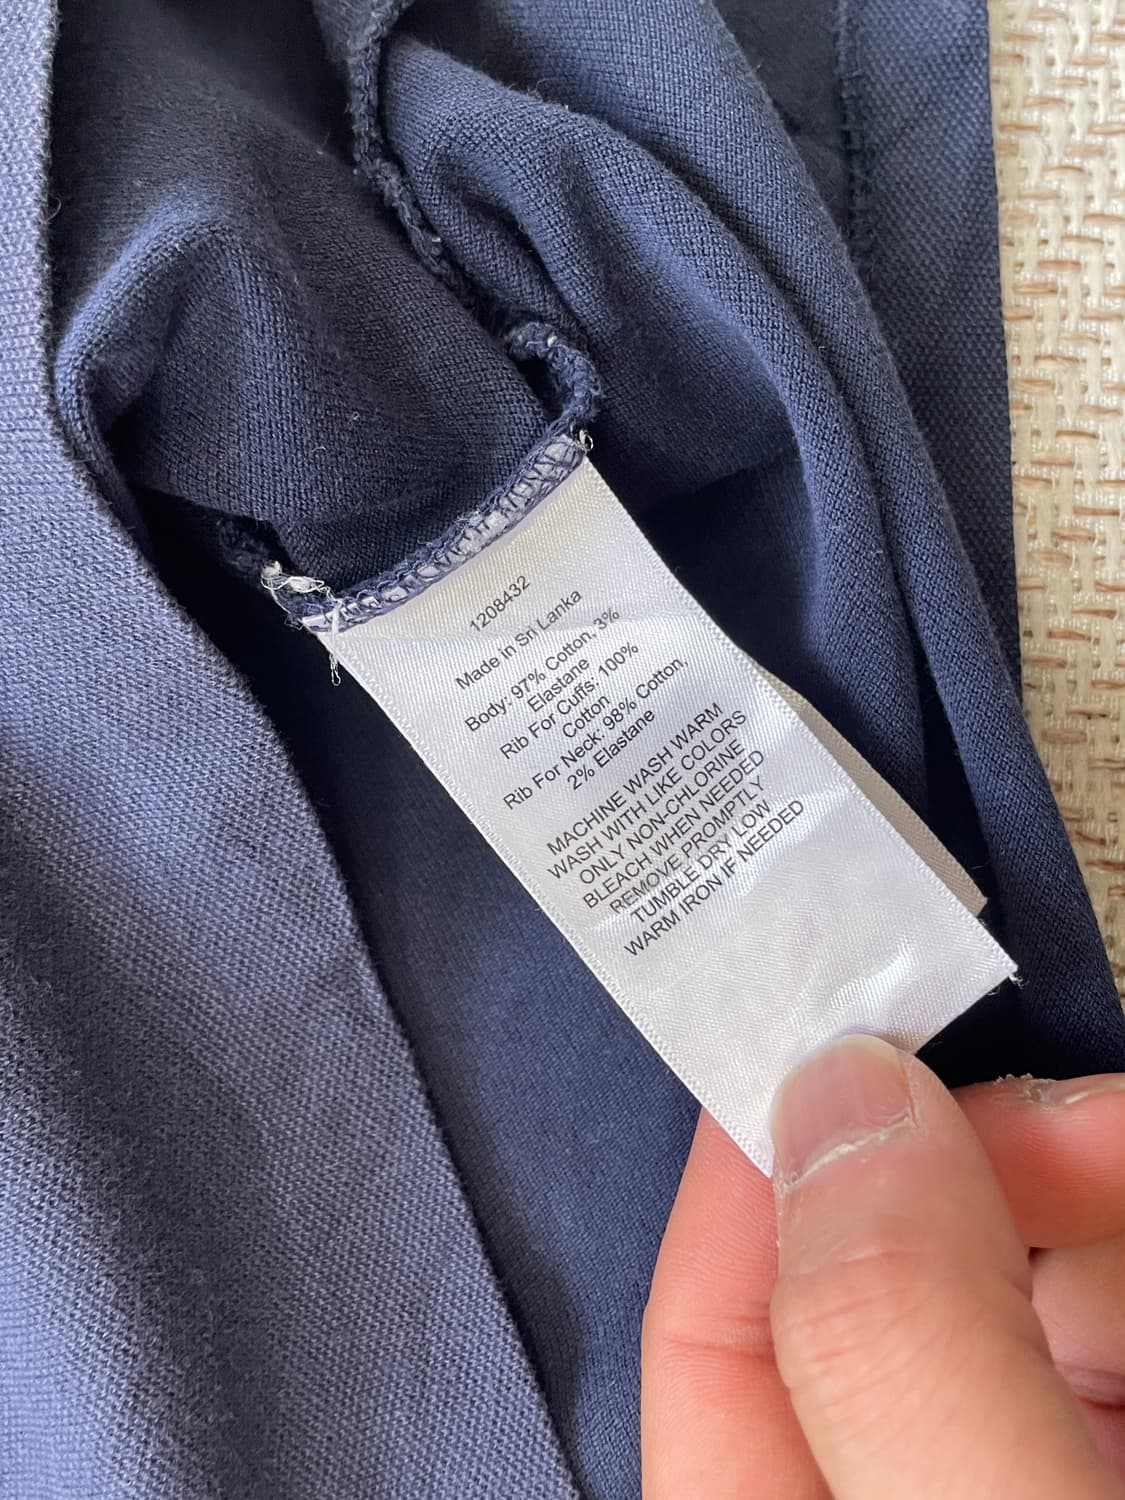 1208432
Made in Sri Lanka
Body: 97% Cotton, 3%
Elastane
Rib For Cuffs: 100%
Cotton
Rib For Neck: 98% Cotton,
2% Elastane
MACHINE WASH WARM
WASH WITH LIKE COLORS
ONLY NON-CHLORINE
BLEACH WHEN NEEDED
REMOVE PROMPTLY
TUMBLE DRY LOW
WARM IRON IF NEEDED